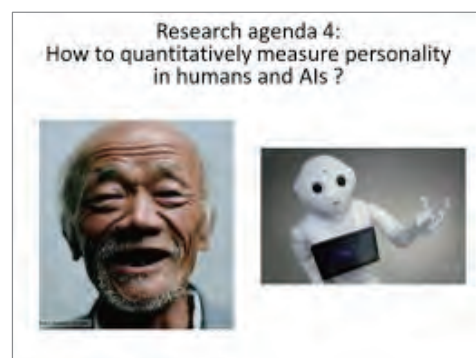 Research agenda 4:
How to quantitatively measure personality
in humans and AIs ?